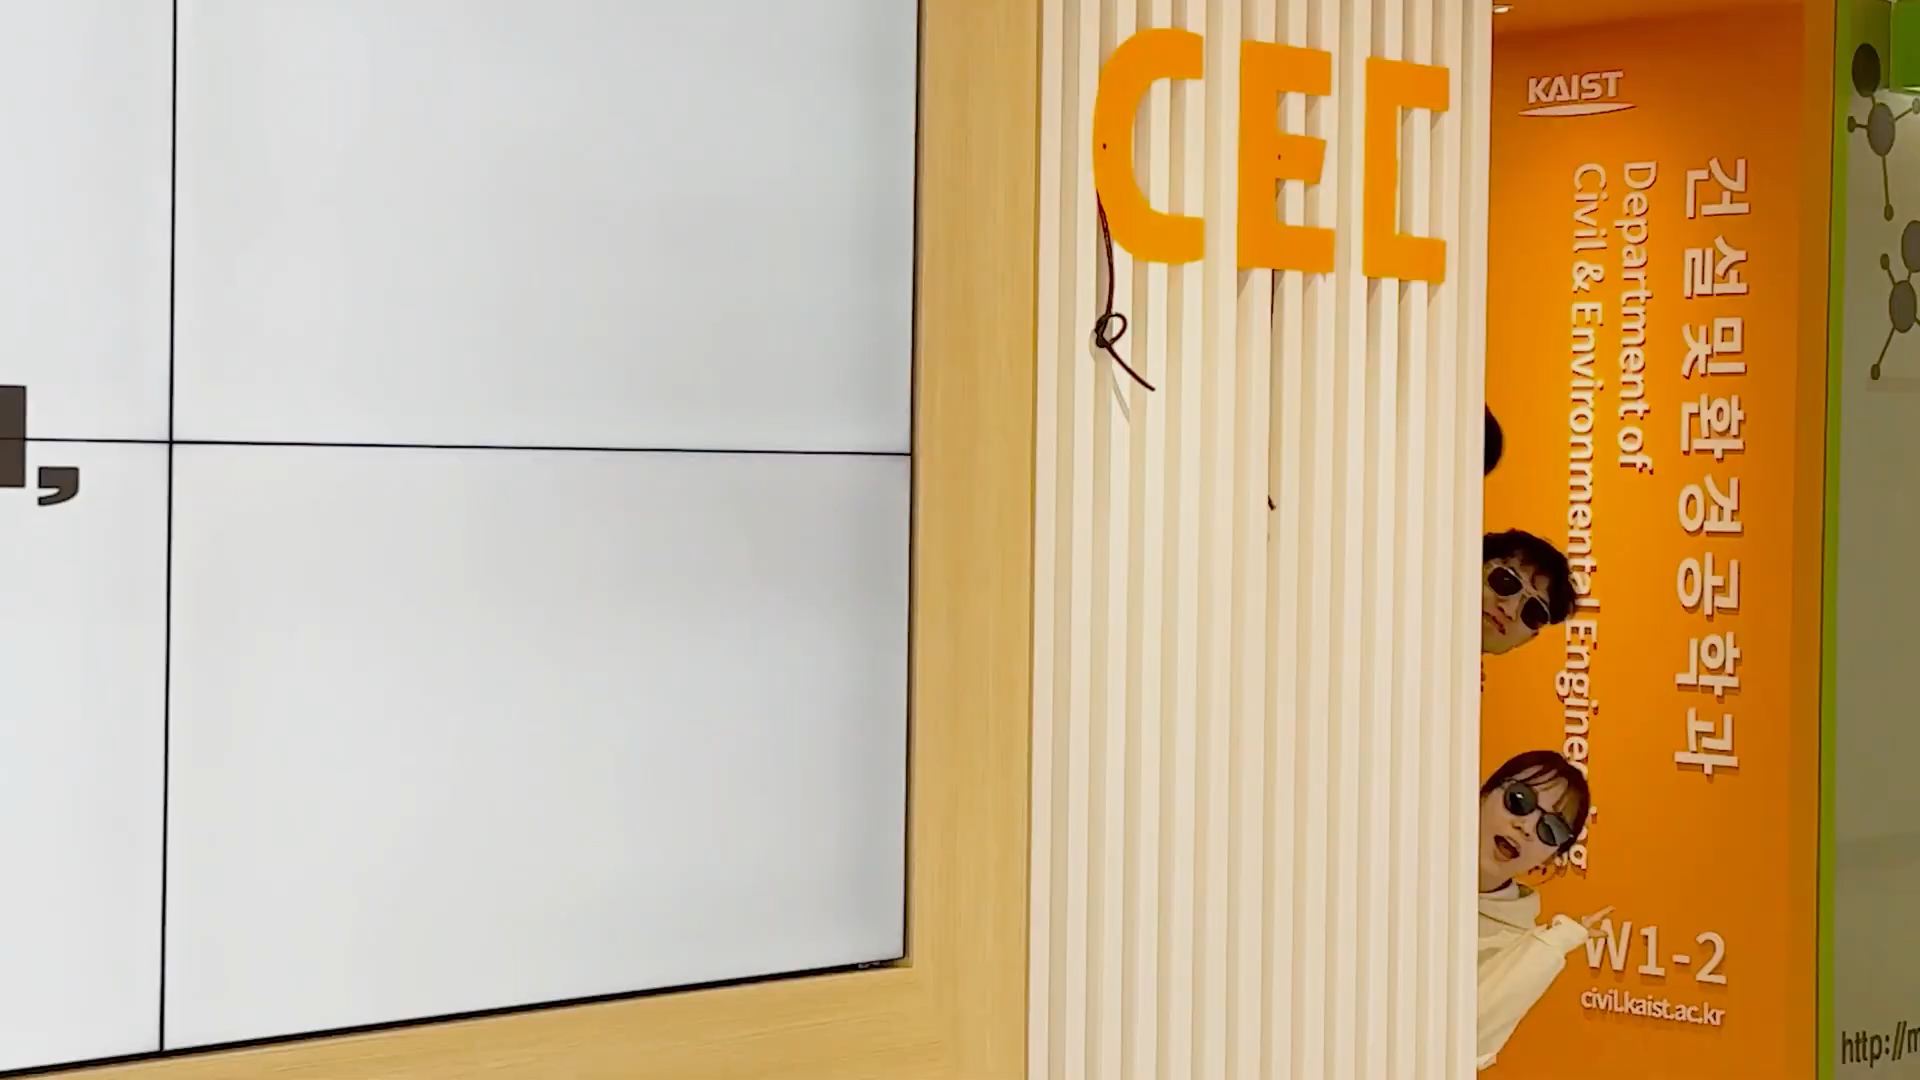 ,
CEE
KAIST
건설및환경공학과
Department of
Civil & Environmental Engineering
W1-2
civil.kaist.ac.kr
http://m